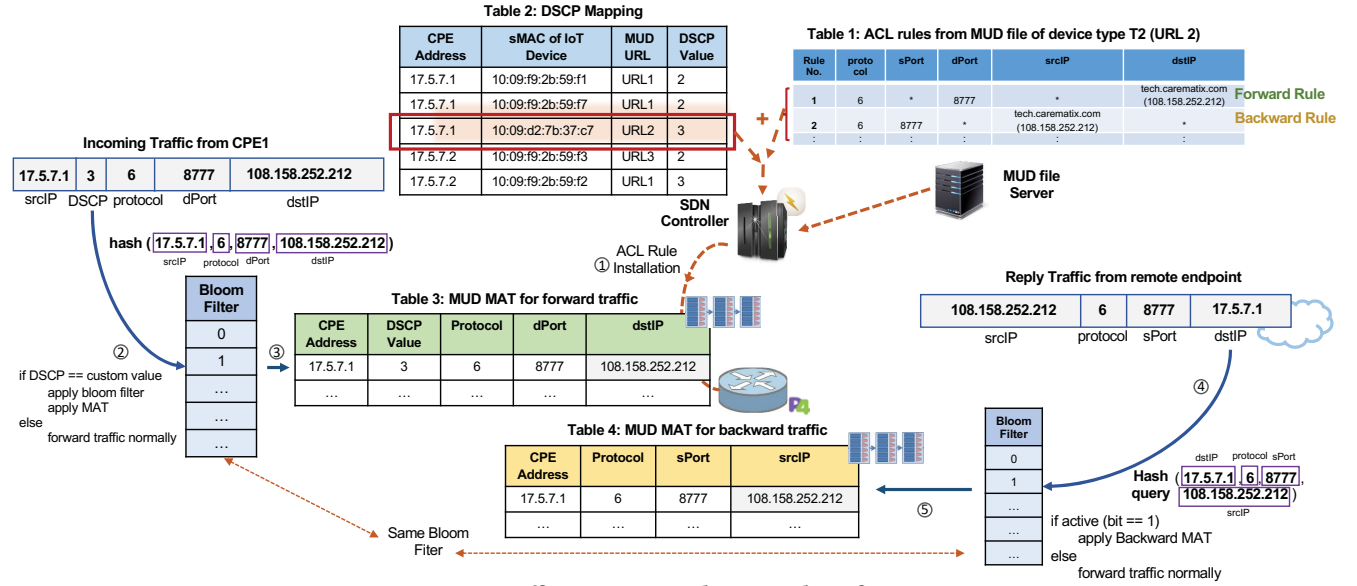 Table 2: DSCP Mapping
CPE Address | sMAC of IoT Device | MUD URL | DSCP Value
17.5.7.1 | 10:09:f9:2b:59:f1 | URL1 | 2
17.5.7.1 | 10:09:f9:2b:59:f7 | URL1 | 2
17.5.7.1 | 10:09:d2:7b:37:c7 | URL2 | 3
17.5.7.2 | 10:09:f9:2b:59:f3 | URL3 | 2
17.5.7.2 | 10:09:f9:2b:59:f2 | URL1 | 3
Table 1: ACL rules from MUD file of device type T2 (URL 2)
Rule No. | proto col | sPort | dPort | srcIP | dstIP
1 | 6 | * | 8777 | * | tech.carematix.com (108.158.252.212)
2 | 6 | 8777 | * | tech.carematix.com (108.158.252.212) | *
: | : | : | : | : | :
Forward Rule
Backward Rule
+
MUD file
Server
SDN
Controller
① ACL Rule
Installation
Incoming Traffic from CPE1
17.5.7.1 | 3 | 6 | 8777 | 108.158.252.212
srcIP DSCP protocol dPort dstIP
hash ( 17.5.7.1 , 6 , 8777 , 108.158.252.212 )
srcIP protocol dPort dstIP
Bloom
Filter
0
1
…
…
…
②
if DSCP == custom value
apply bloom filter
apply MAT
else
forward traffic normally
③
Table 3: MUD MAT for forward traffic
CPE Address | DSCP Value | Protocol | dPort | dstIP
17.5.7.1 | 3 | 6 | 8777 | 108.158.252.212
… | … | … | … | …
P4
Reply Traffic from remote endpoint
108.158.252.212 | 6 | 8777 | 17.5.7.1
srcIP protocol sPort dstIP
④
Table 4: MUD MAT for backward traffic
CPE Address | Protocol | sPort | srcIP
17.5.7.1 | 6 | 8777 | 108.158.252.212
… | … | … | …
⑤
Bloom
Filter
0
1
…
…
…
dstIP protocol sPort
Hash query ( 17.5.7.1 , 6 , 8777 ,
108.158.252.212 )
srcIP
if active (bit == 1)
apply Backward MAT
else
forward traffic normally
Same Bloom
Fiter